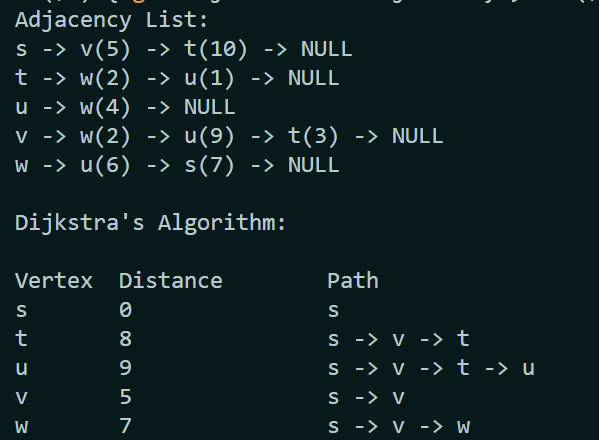 Adjacency List:
s -> v(5) -> t(10) -> NULL
t -> w(2) -> u(1) -> NULL
u -> w(4) -> NULL
v -> w(2) -> u(9) -> t(3) -> NULL
w -> u(6) -> s(7) -> NULL
Dijkstra's Algorithm:
Vertex  Distance        Path
s       0               s
t       8               s -> v -> t
u       9               s -> v -> t -> u
v       5               s -> v
w       7               s -> v -> w